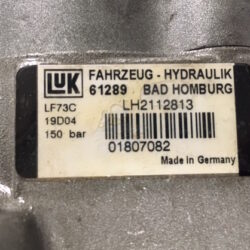 LUK
FAHRZEUG - HYDRAULIK
61289 BAD HOMBURG
LF73C LH2112813
19D04
150 bar
01807082
Made in Germany